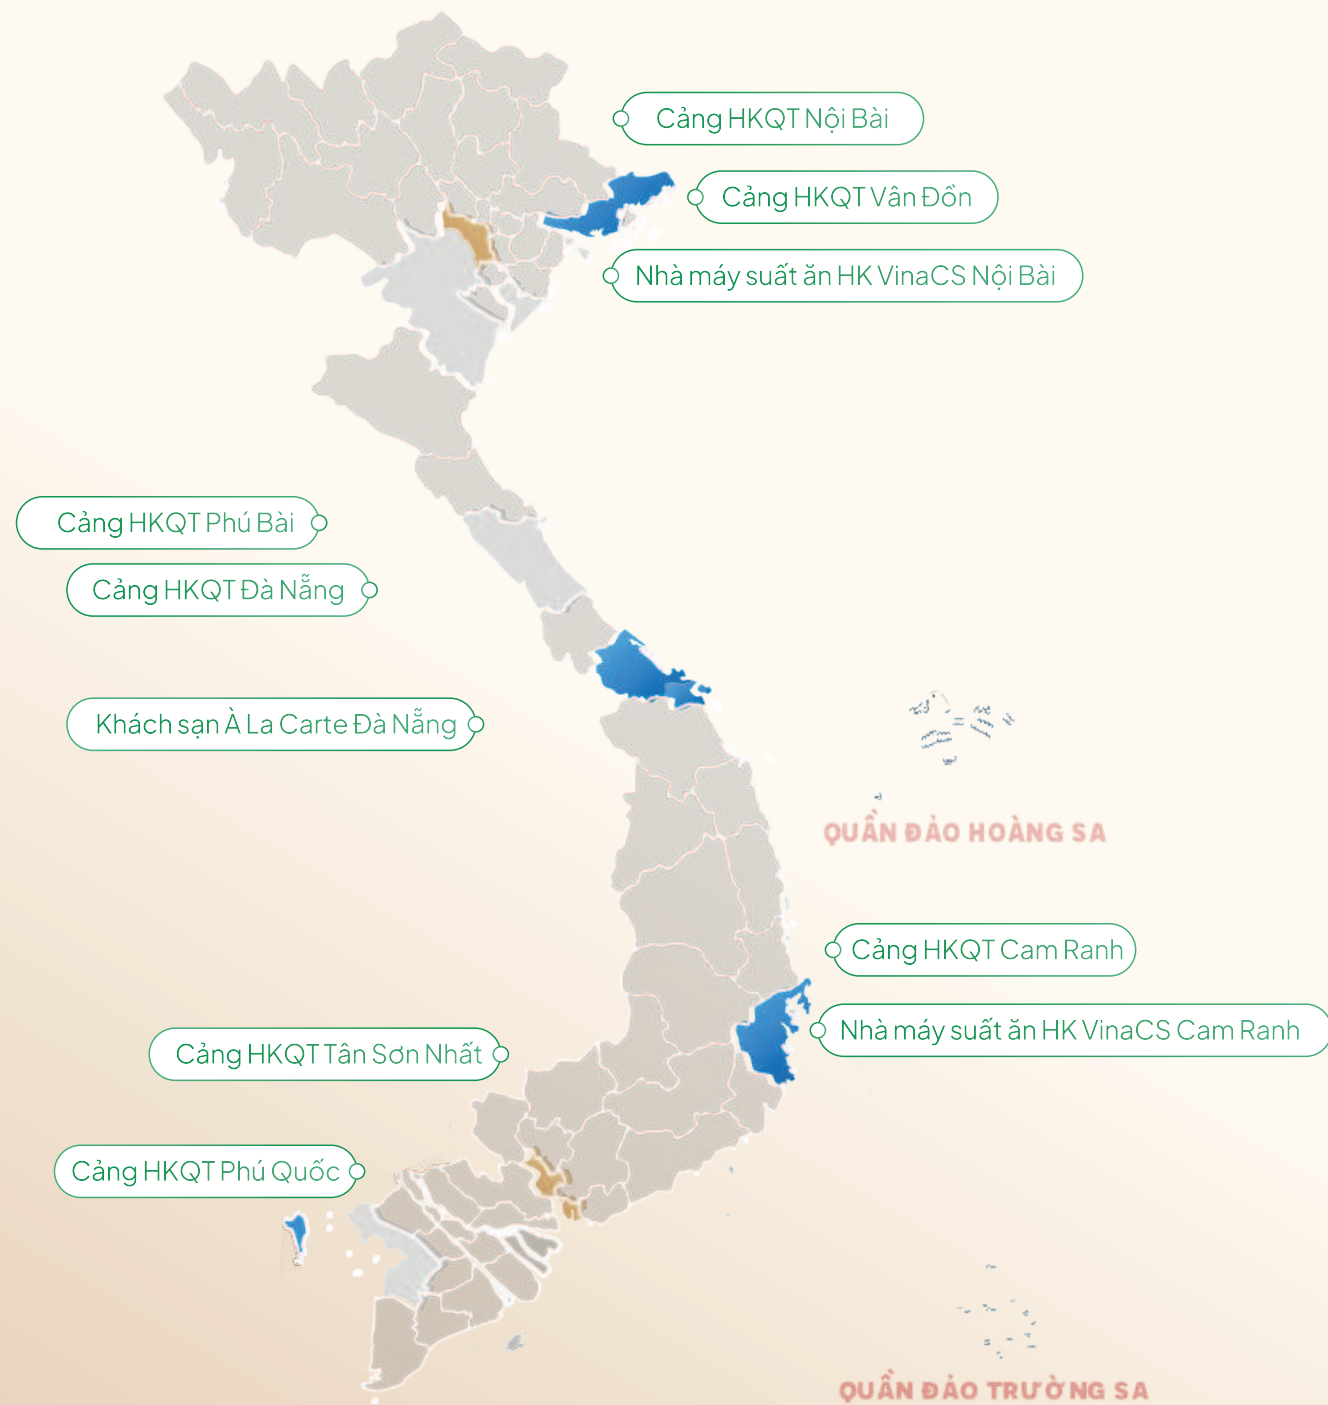 Cảng HKQT Nội Bài
Cảng HKQT Vân Đồn
Nhà máy suất ăn HK VinaCS Nội Bài
Cảng HKQT Phú Bài
Cảng HKQT Đà Nẵng
Khách sạn À La Carte Đà Nẵng
QUẦN ĐẢO HOÀNG SA
Cảng HKQT Cam Ranh
Nhà máy suất ăn HK VinaCS Cam Ranh
Cảng HKQT Tân Sơn Nhất
Cảng HKQT Phú Quốc
QUẦN ĐẢO TRƯỜNG SA